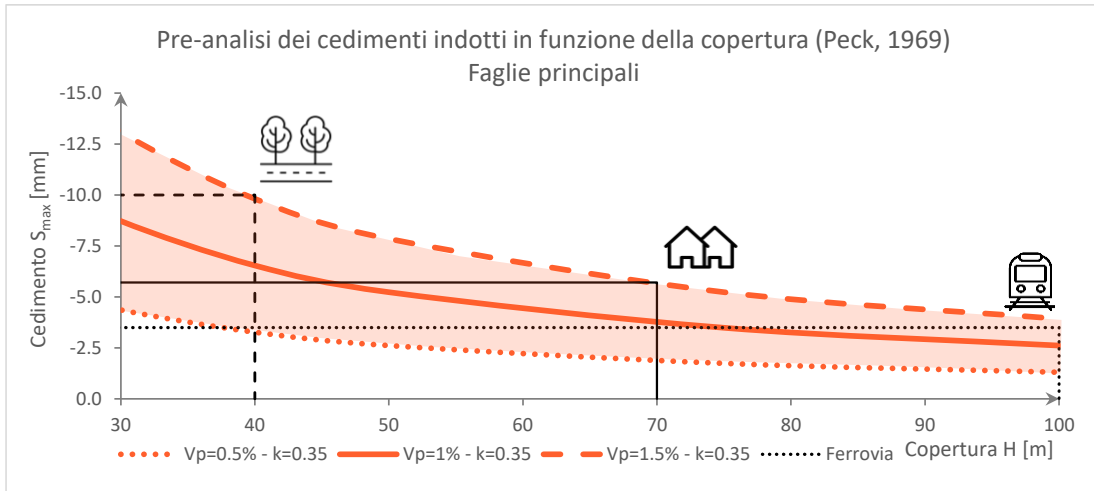 Pre-analisi dei cedimenti indotti in funzione della copertura (Peck, 1969)
Faglie principali
Cedimento Smax [mm]
-15.0
-12.5
-10.0
-7.5
-5.0
-2.5
0.0
30 40 50 60 70 80 90 100
Vp=0.5% - k=0.35 Vp=1% - k=0.35 Vp=1.5% - k=0.35 Ferrovia Copertura H [m]